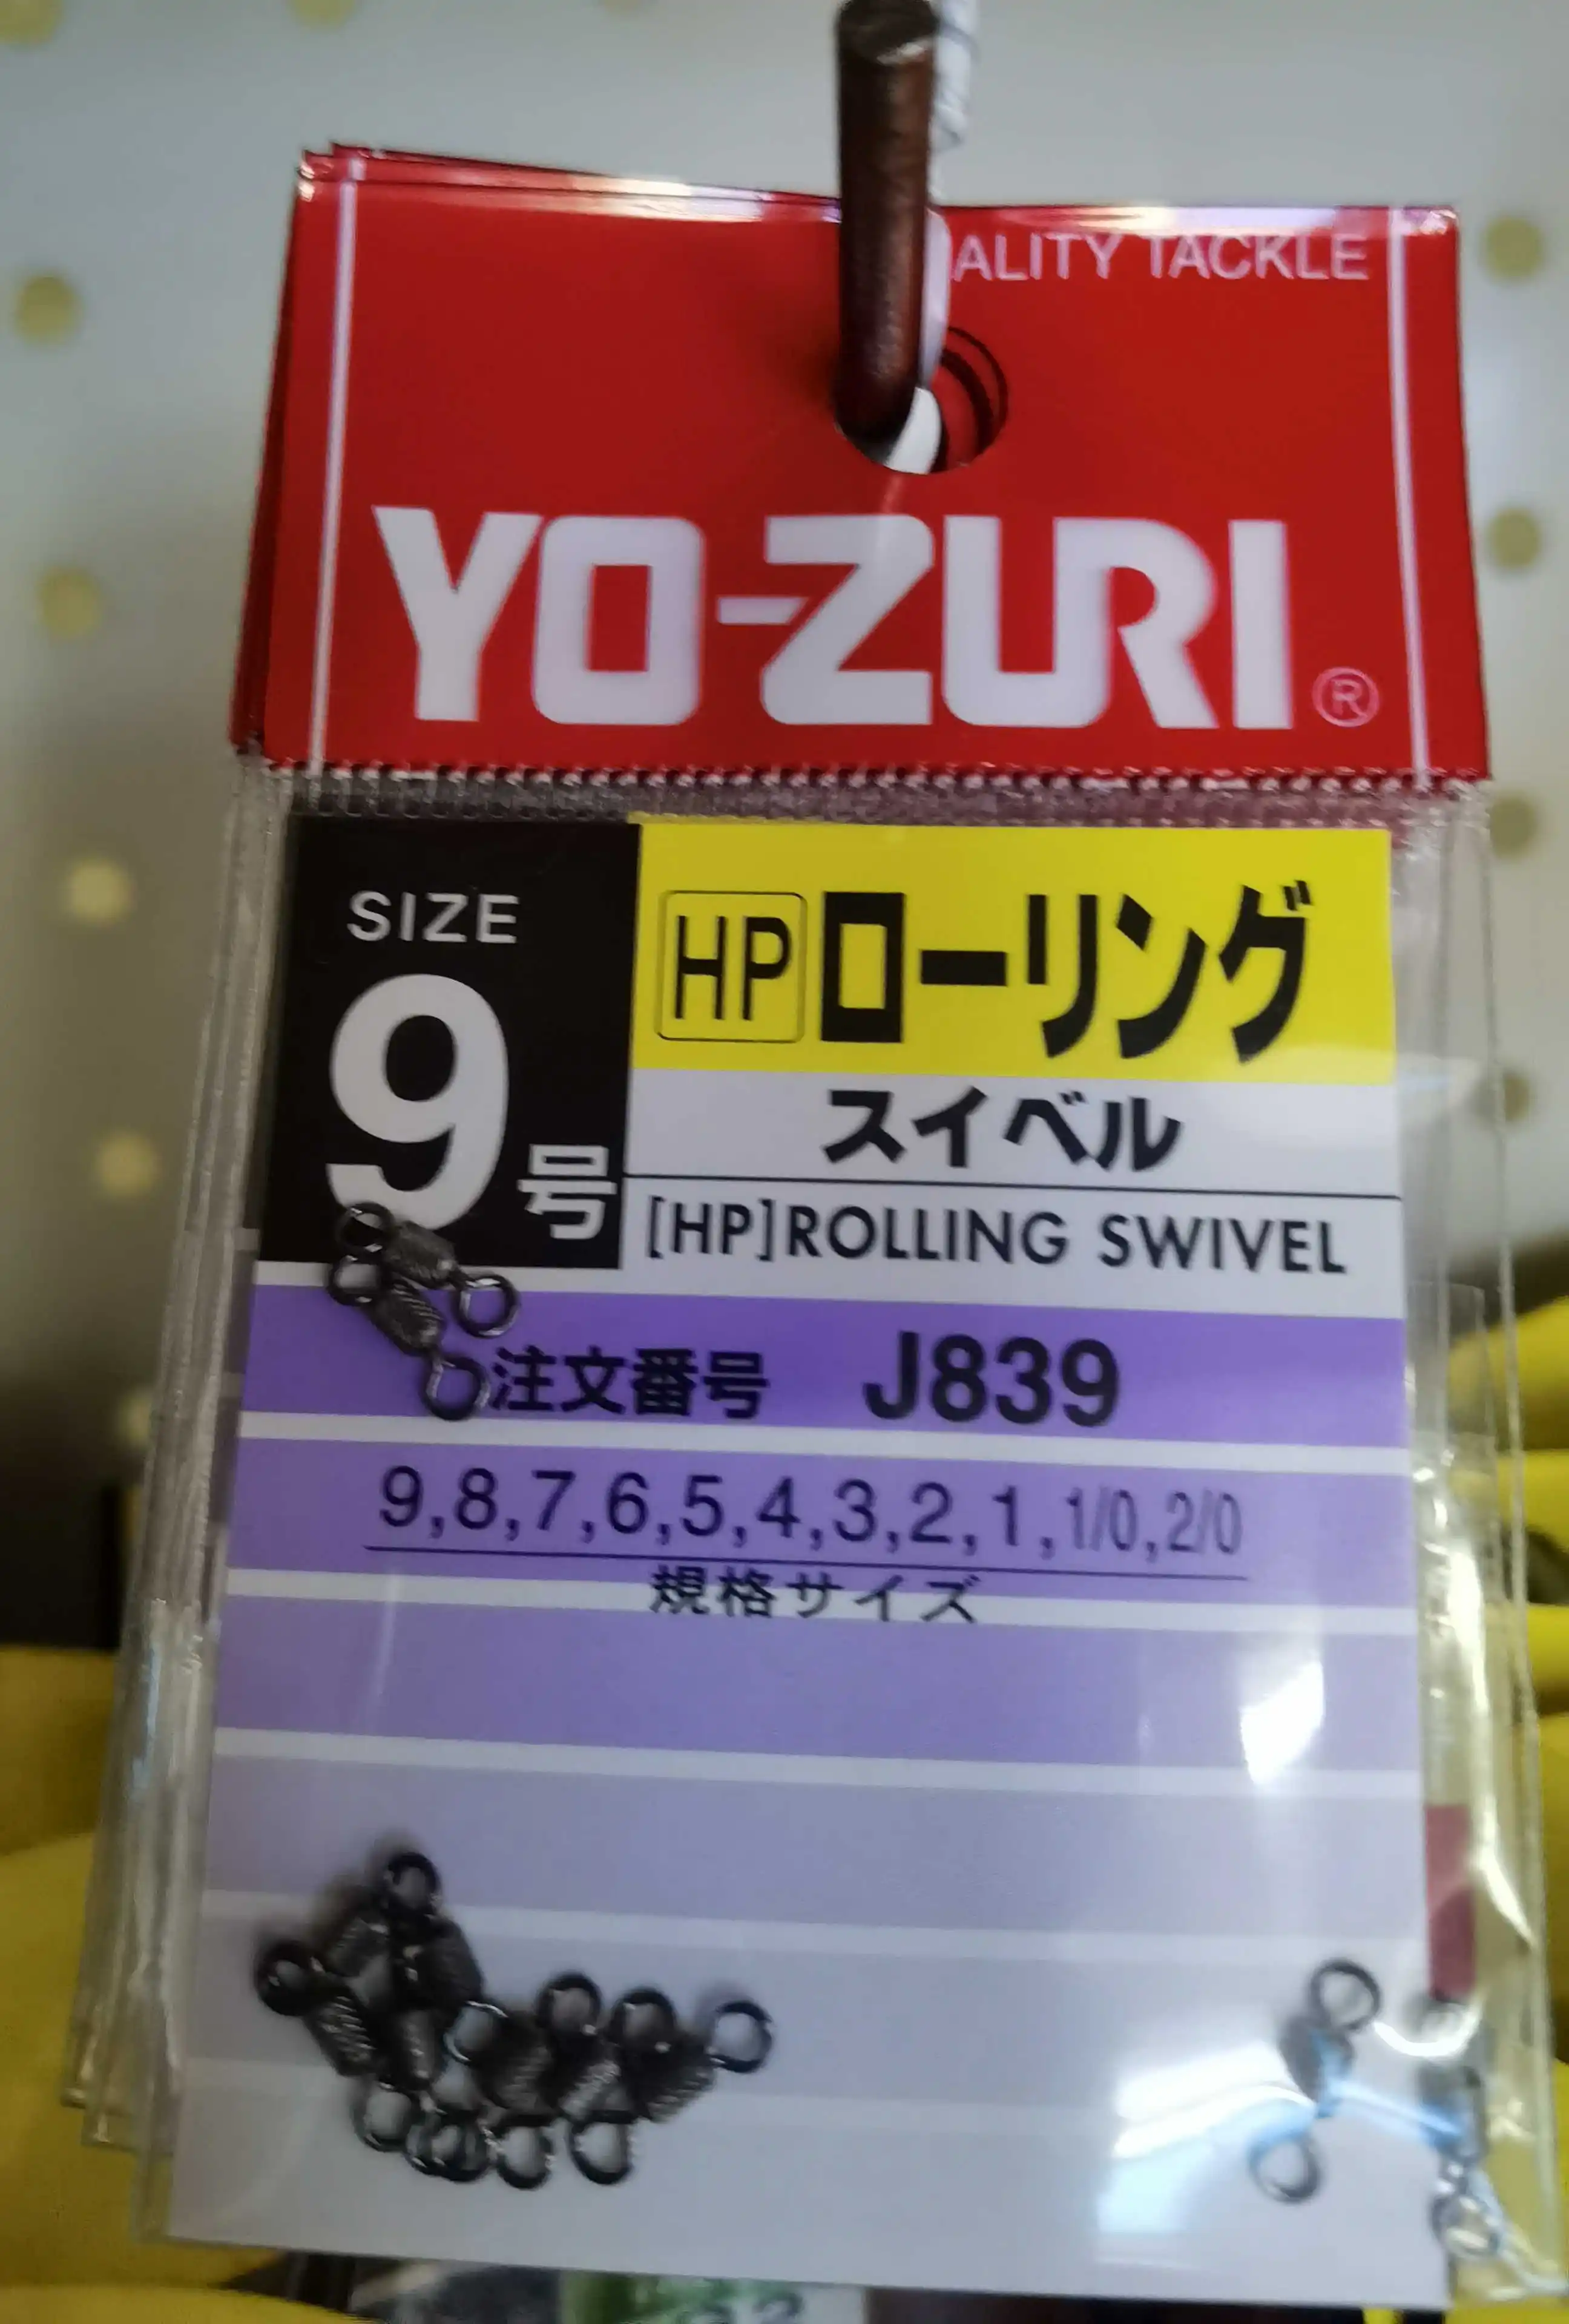 ALITY TACKLE
YO-ZURI®
SIZE
9号
HP ローリング
スイベル
[HP]ROLLING SWIVEL
注文番号 J839
9,8,7,6,5,4,3,2,1,1/0,2/0
規格サイズ